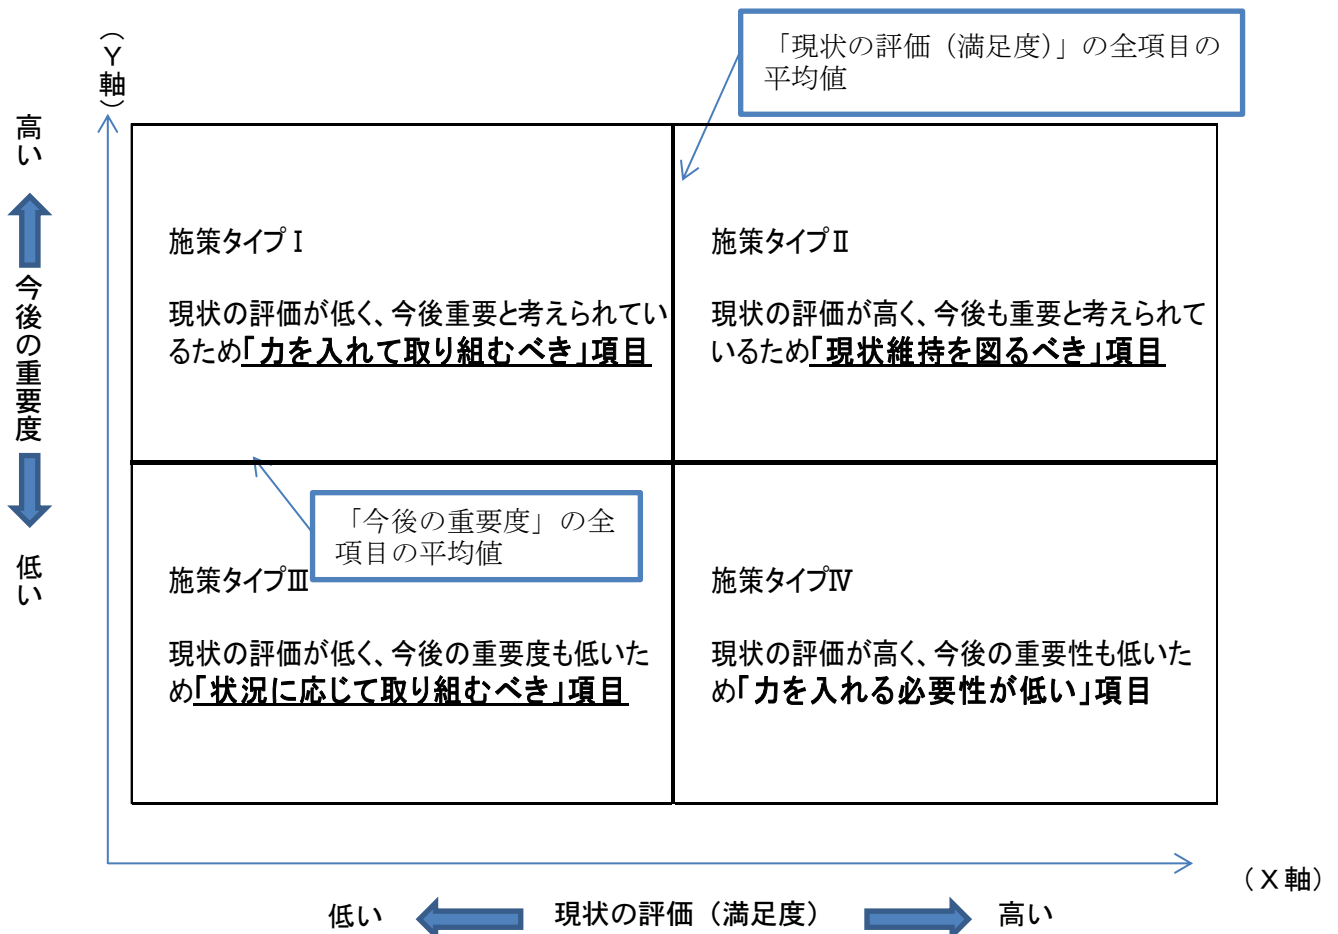 （Ｙ軸）
「現状の評価（満足度）」の全項目の
平均値
高い
今後の重要度
低い
施策タイプⅠ
現状の評価が低く、今後重要と考えられてい
るため「力を入れて取り組むべき」項目
施策タイプⅡ
現状の評価が高く、今後も重要と考えられて
いるため「現状維持を図るべき」項目
「今後の重要度」の全
項目の平均値
施策タイプⅢ
現状の評価が低く、今後の重要度も低いた
め「状況に応じて取り組むべき」項目
施策タイプⅣ
現状の評価が高く、今後の重要性も低いた
め「力を入れる必要性が低い」項目
（Ｘ軸）
低い
現状の評価（満足度）
高い